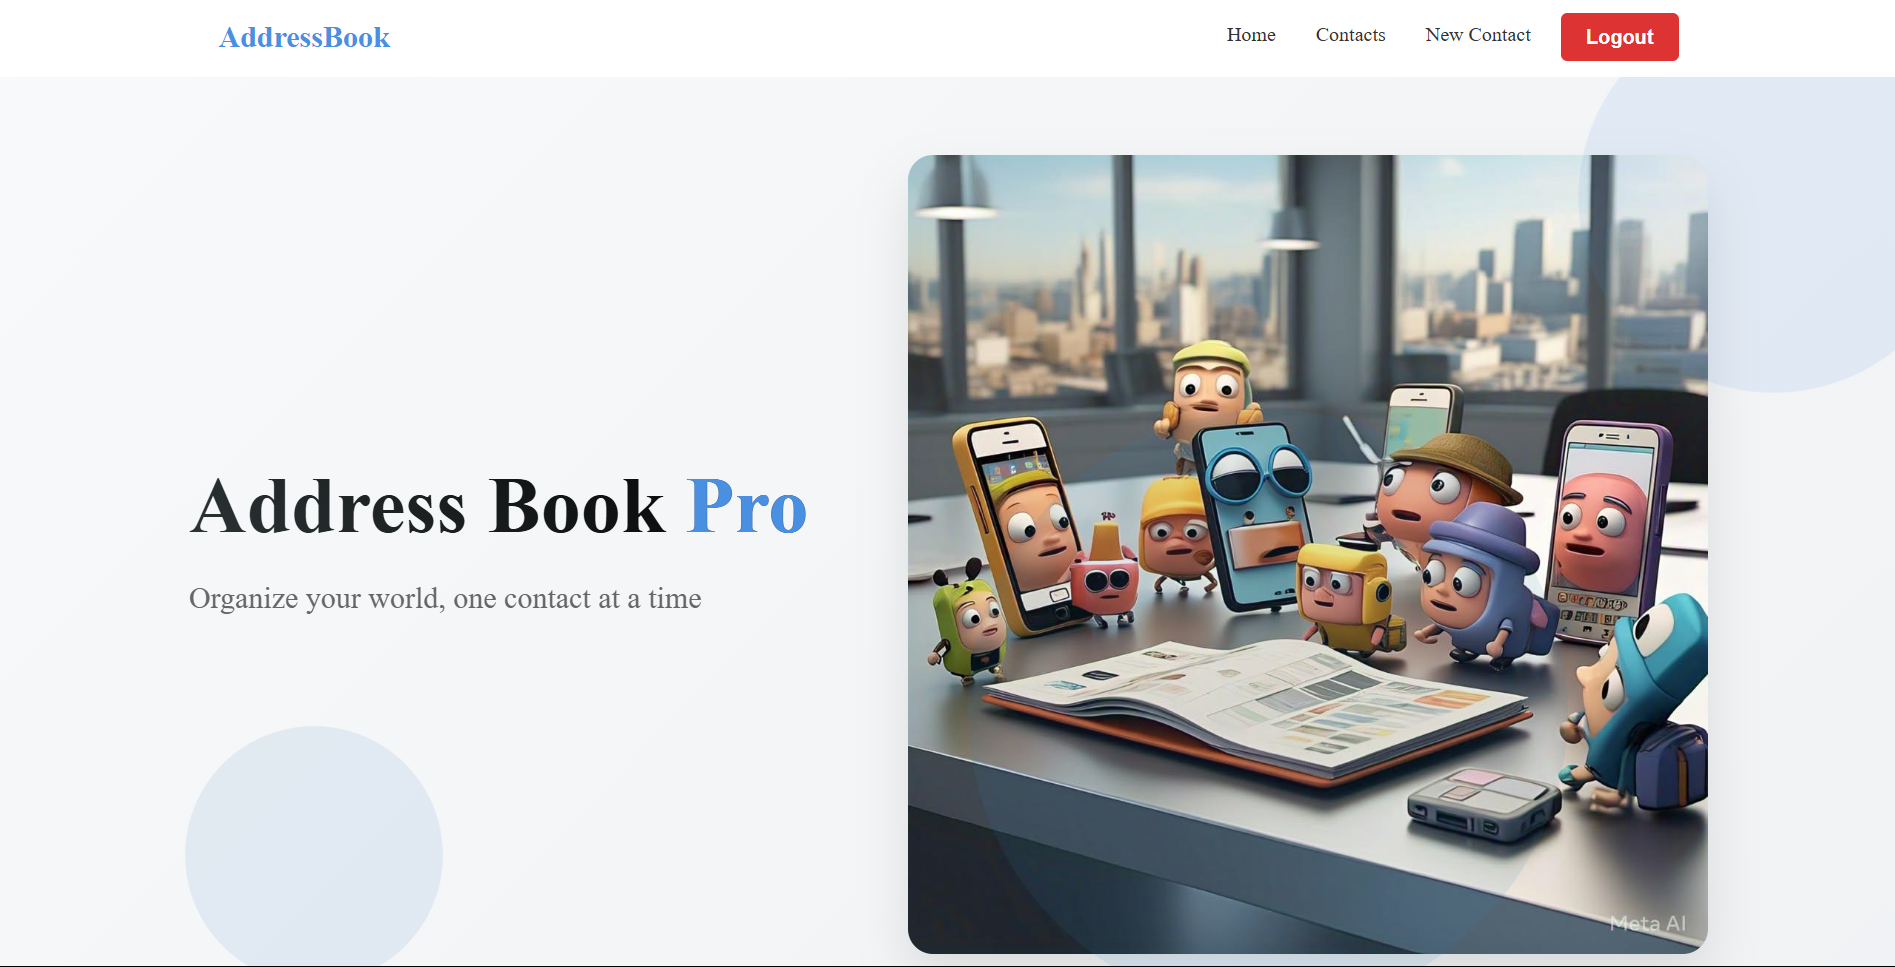 AddressBook
Home
Contacts
New Contact
Logout
Address Book Pro
Organize your world, one contact at a time
Meta AI